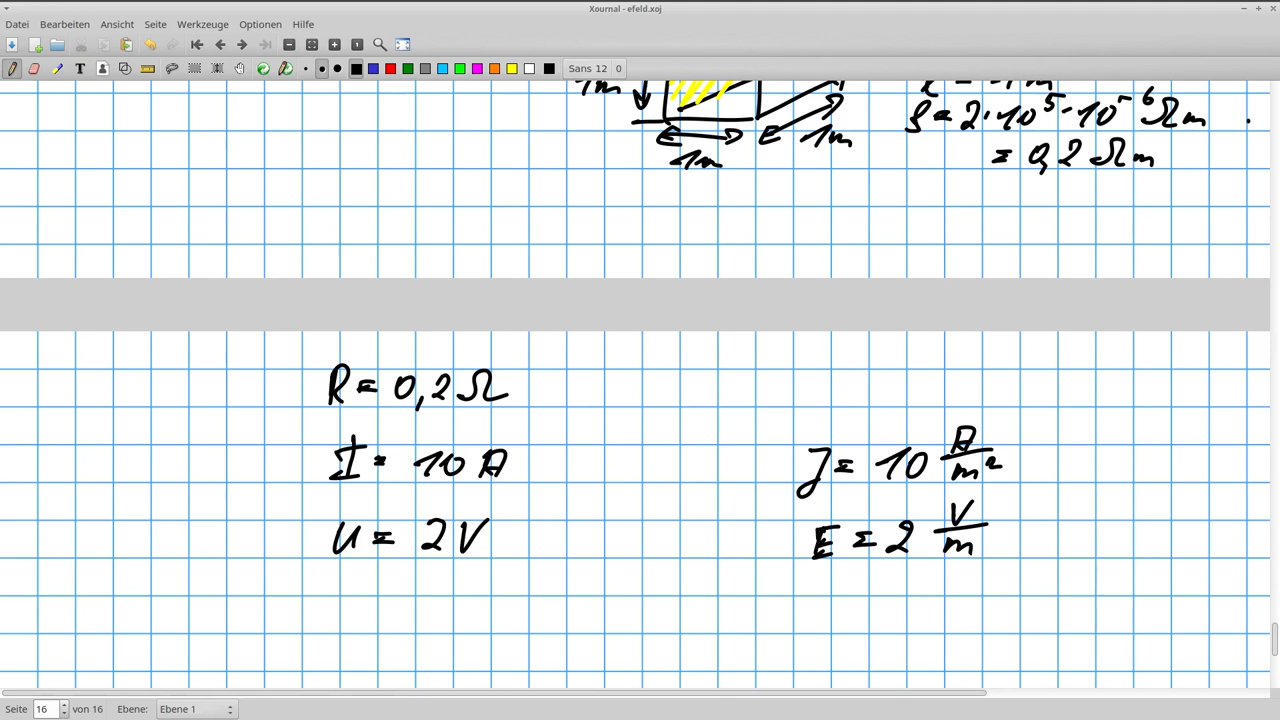 Xournal - efeld.xoj
Datei Bearbeiten Ansicht Seite Werkzeuge Optionen Hilfe
Sans 12 0
1m
1m
1m
ρ = 2·10⁵·10⁻⁶ Ωm
= 0,2 Ωm
R = 0,2 Ω
I = 10 A
U = 2 V
J = 10 A/m²
E = 2 V/m
Seite 16 von 16 Ebene: Ebene 1